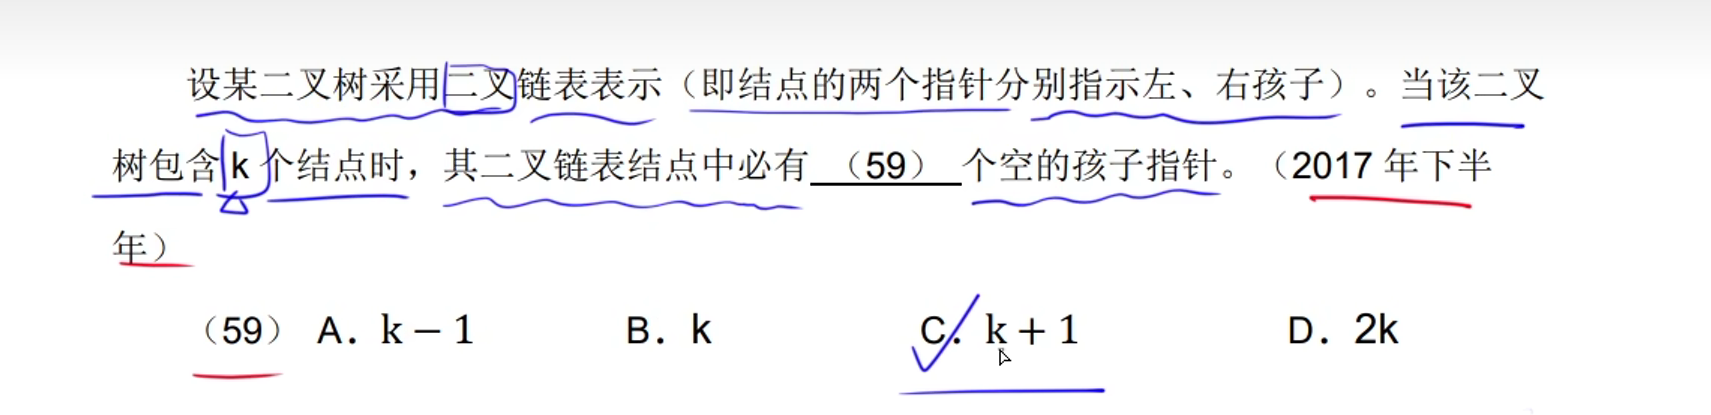 设某二叉树采用二叉链表表示（即结点的两个指针分别指示左、右孩子）。当该二叉
树包含 k 个结点时，其二叉链表结点中必有 （59） 个空的孩子指针。（2017 年下半
年）
（59） A．k－1 B．k C．k＋1 D．2k